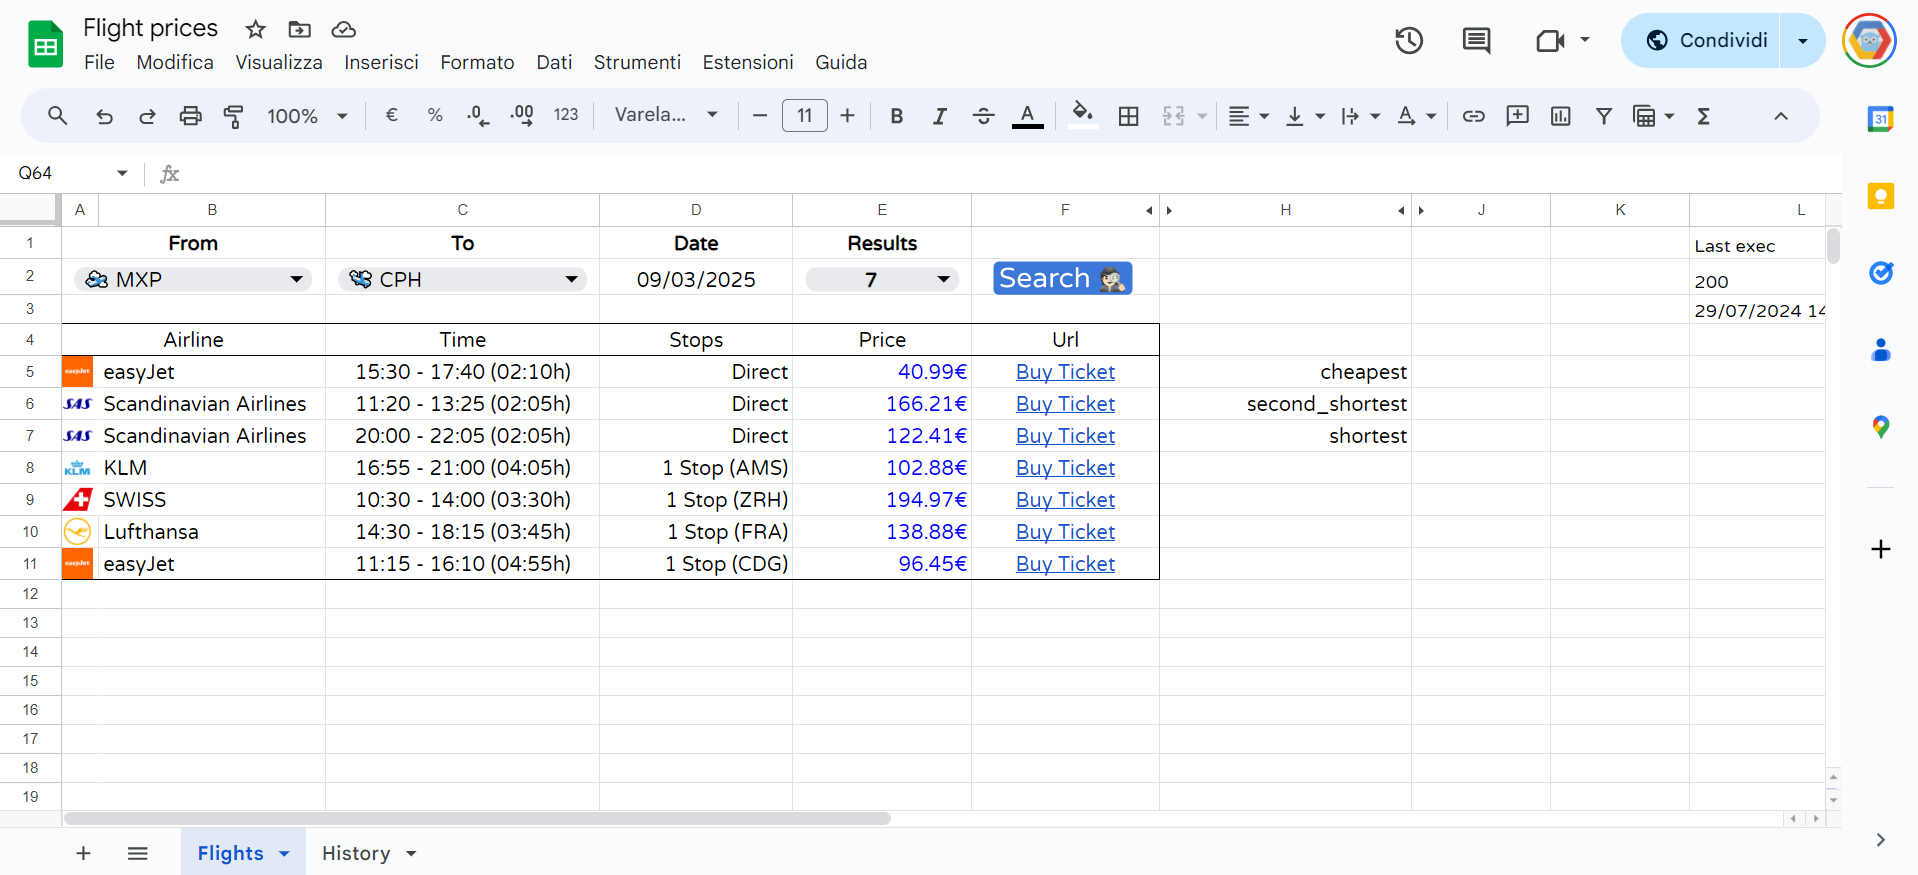 Flight prices
File Modifica Visualizza Inserisci Formato Dati Strumenti Estensioni Guida
Condividi
100% € % .0 .00 123 Varela... 11 B I A A Σ
31
Q64 fx
A B C D E F H J K L
1 From To Date Results Last exec
2 MXP CPH 09/03/2025 7 Search 200
3 29/07/2024 14
4 Airline Time Stops Price Url
5 easyJet easyJet 15:30 - 17:40 (02:10h) Direct 40.99€ Buy Ticket cheapest
6 SAS Scandinavian Airlines 11:20 - 13:25 (02:05h) Direct 166.21€ Buy Ticket second_shortest
7 SAS Scandinavian Airlines 20:00 - 22:05 (02:05h) Direct 122.41€ Buy Ticket shortest
8 KLM KLM 16:55 - 21:00 (04:05h) 1 Stop (AMS) 102.88€ Buy Ticket
9 SWISS 10:30 - 14:00 (03:30h) 1 Stop (ZRH) 194.97€ Buy Ticket
10 Lufthansa 14:30 - 18:15 (03:45h) 1 Stop (FRA) 138.88€ Buy Ticket
11 easyJet easyJet 11:15 - 16:10 (04:55h) 1 Stop (CDG) 96.45€ Buy Ticket
12
13
14
15
16
17
18
19
Flights History